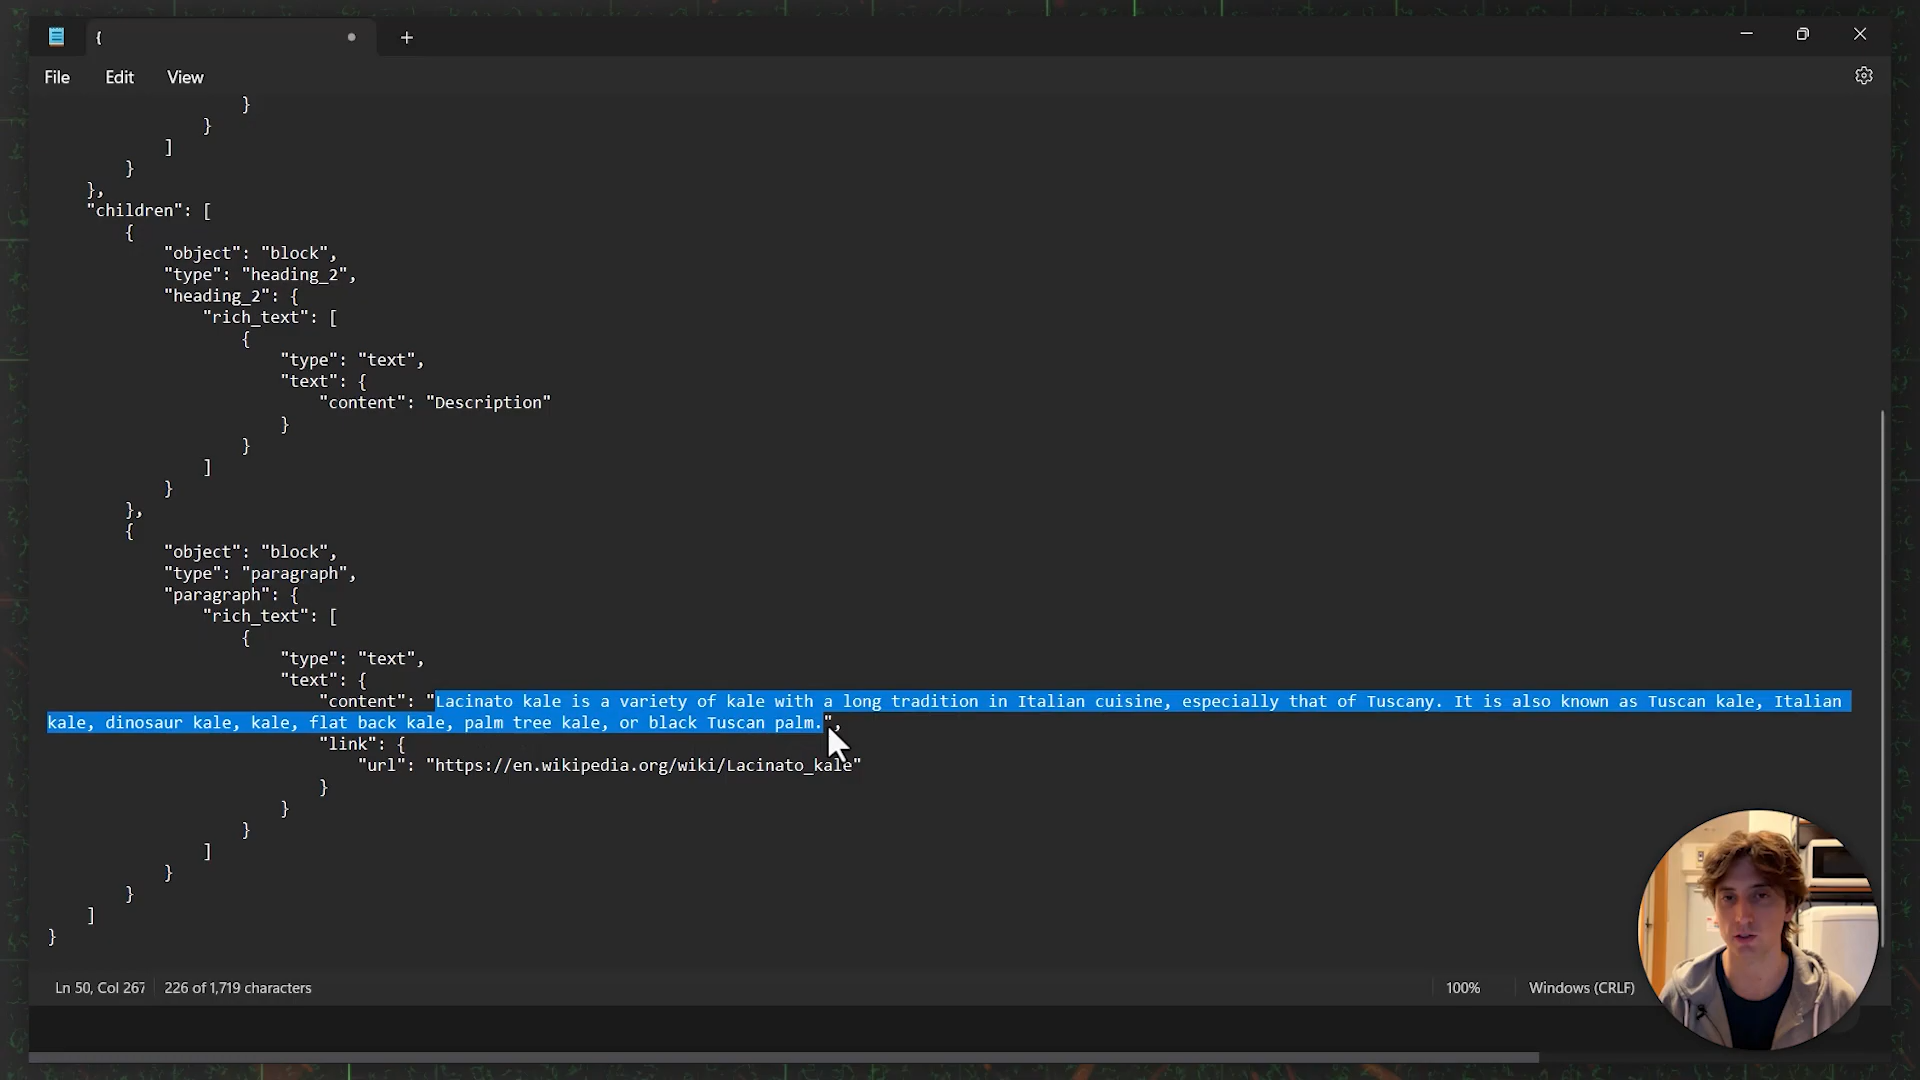 {
File Edit View
}
}
]
}
},
"children": [
{
"object": "block",
"type": "heading_2",
"heading_2": {
"rich_text": [
{
"type": "text",
"text": {
"content": "Description"
}
}
]
}
},
{
"object": "block",
"type": "paragraph",
"paragraph": {
"rich_text": [
{
"type": "text",
"text": {
"content": "Lacinato kale is a variety of kale with a long tradition in Italian cuisine, especially that of Tuscany. It is also known as Tuscan kale, Italian
kale, dinosaur kale, kale, flat back kale, palm tree kale, or black Tuscan palm.",
"link": {
"url": "https://en.wikipedia.org/wiki/Lacinato_kale"
}
}
}
]
}
}
]
}
Ln 50, Col 267 226 of 1,719 characters 100% Windows (CRLF)